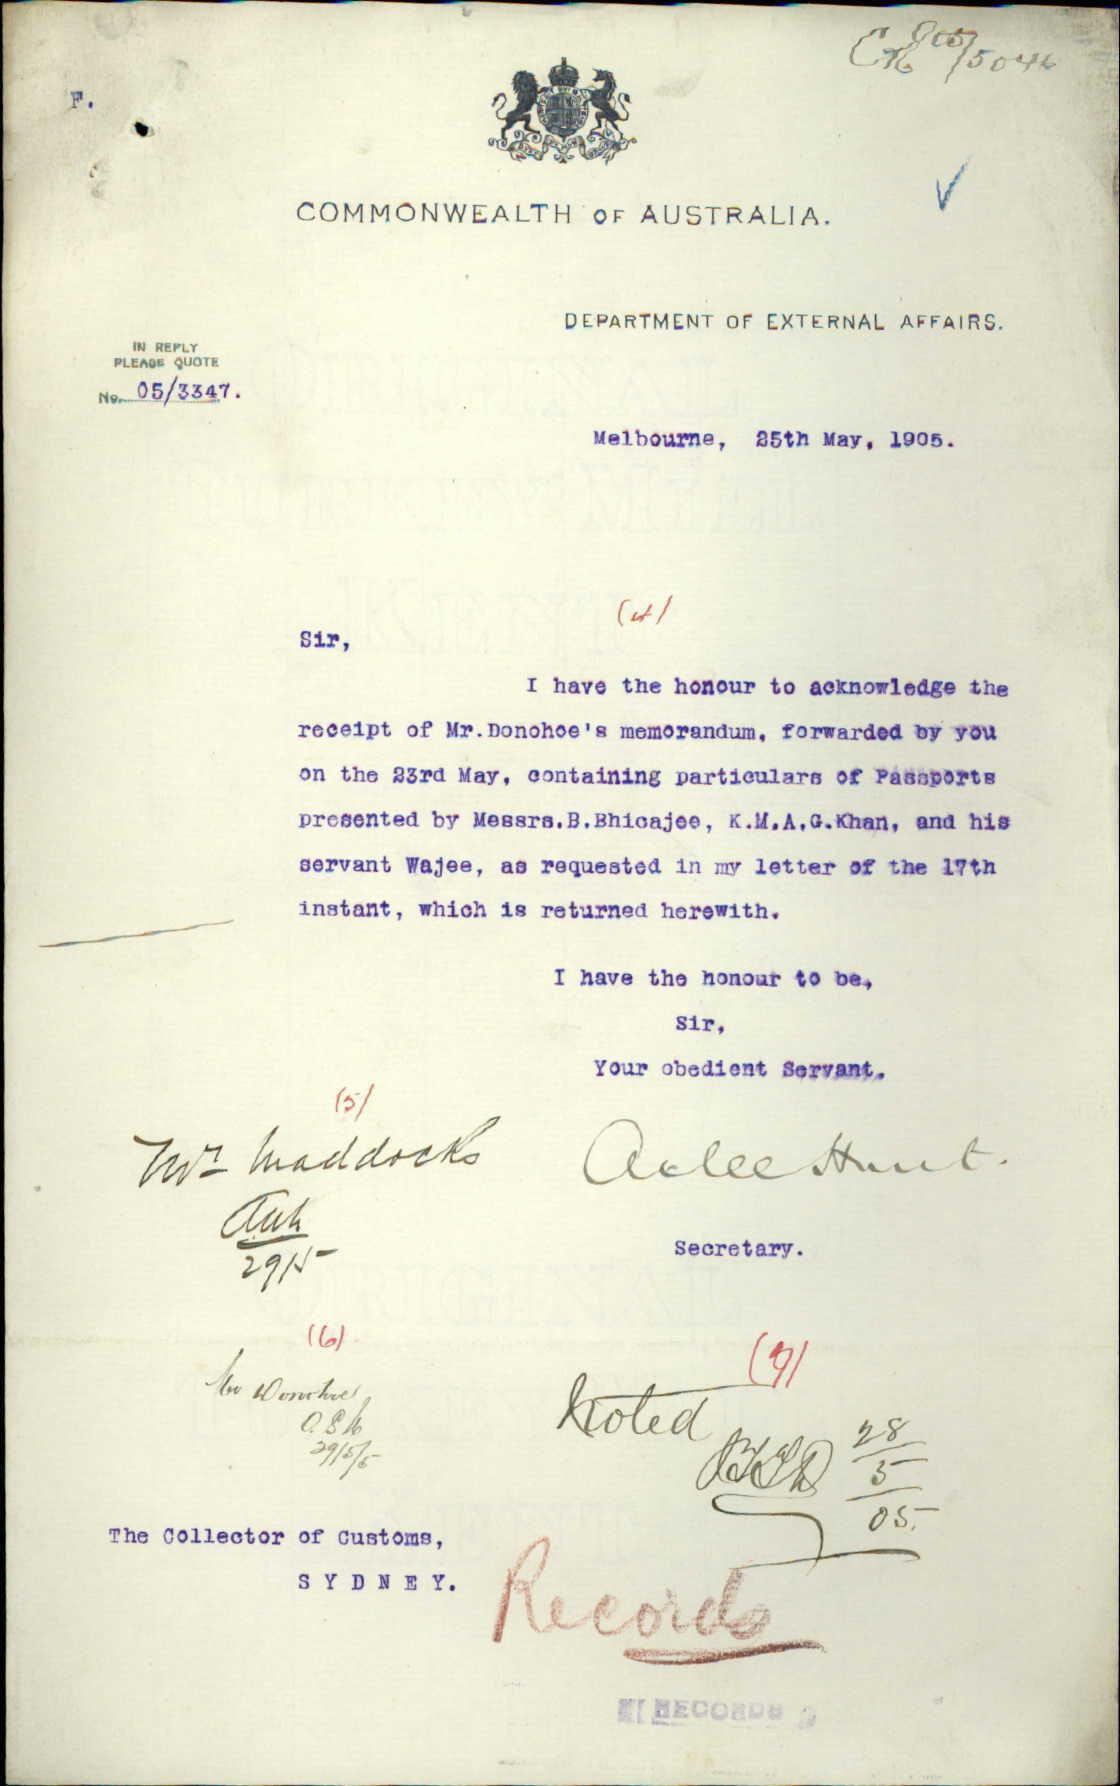 F.
COMMONWEALTH OF AUSTRALIA.
DEPARTMENT OF EXTERNAL AFFAIRS.
IN REPLY
PLEASE QUOTE
No. 05/3347.
Melbourne, 25th May, 1905.
(4)
Sir,
I have the honour to acknowledge the
receipt of Mr.Donohoe's memorandum, forwarded by you
on the 23rd May, containing particulars of Passports
presented by Messrs.B.Bhicajee, K.M.A.G.Khan, and his
servant Wajee, as requested in my letter of the 17th
instant, which is returned herewith.
I have the honour to be,
Sir,
Your obedient Servant.
(5)
Mr Maddocks
Atlee Hunt.
29/5
Secretary.
(6)
Mr Donohoe
29/5/5
(7)
Noted
28
5
05.
The Collector of Customs,
SYDNEY.
Records
RECORDS